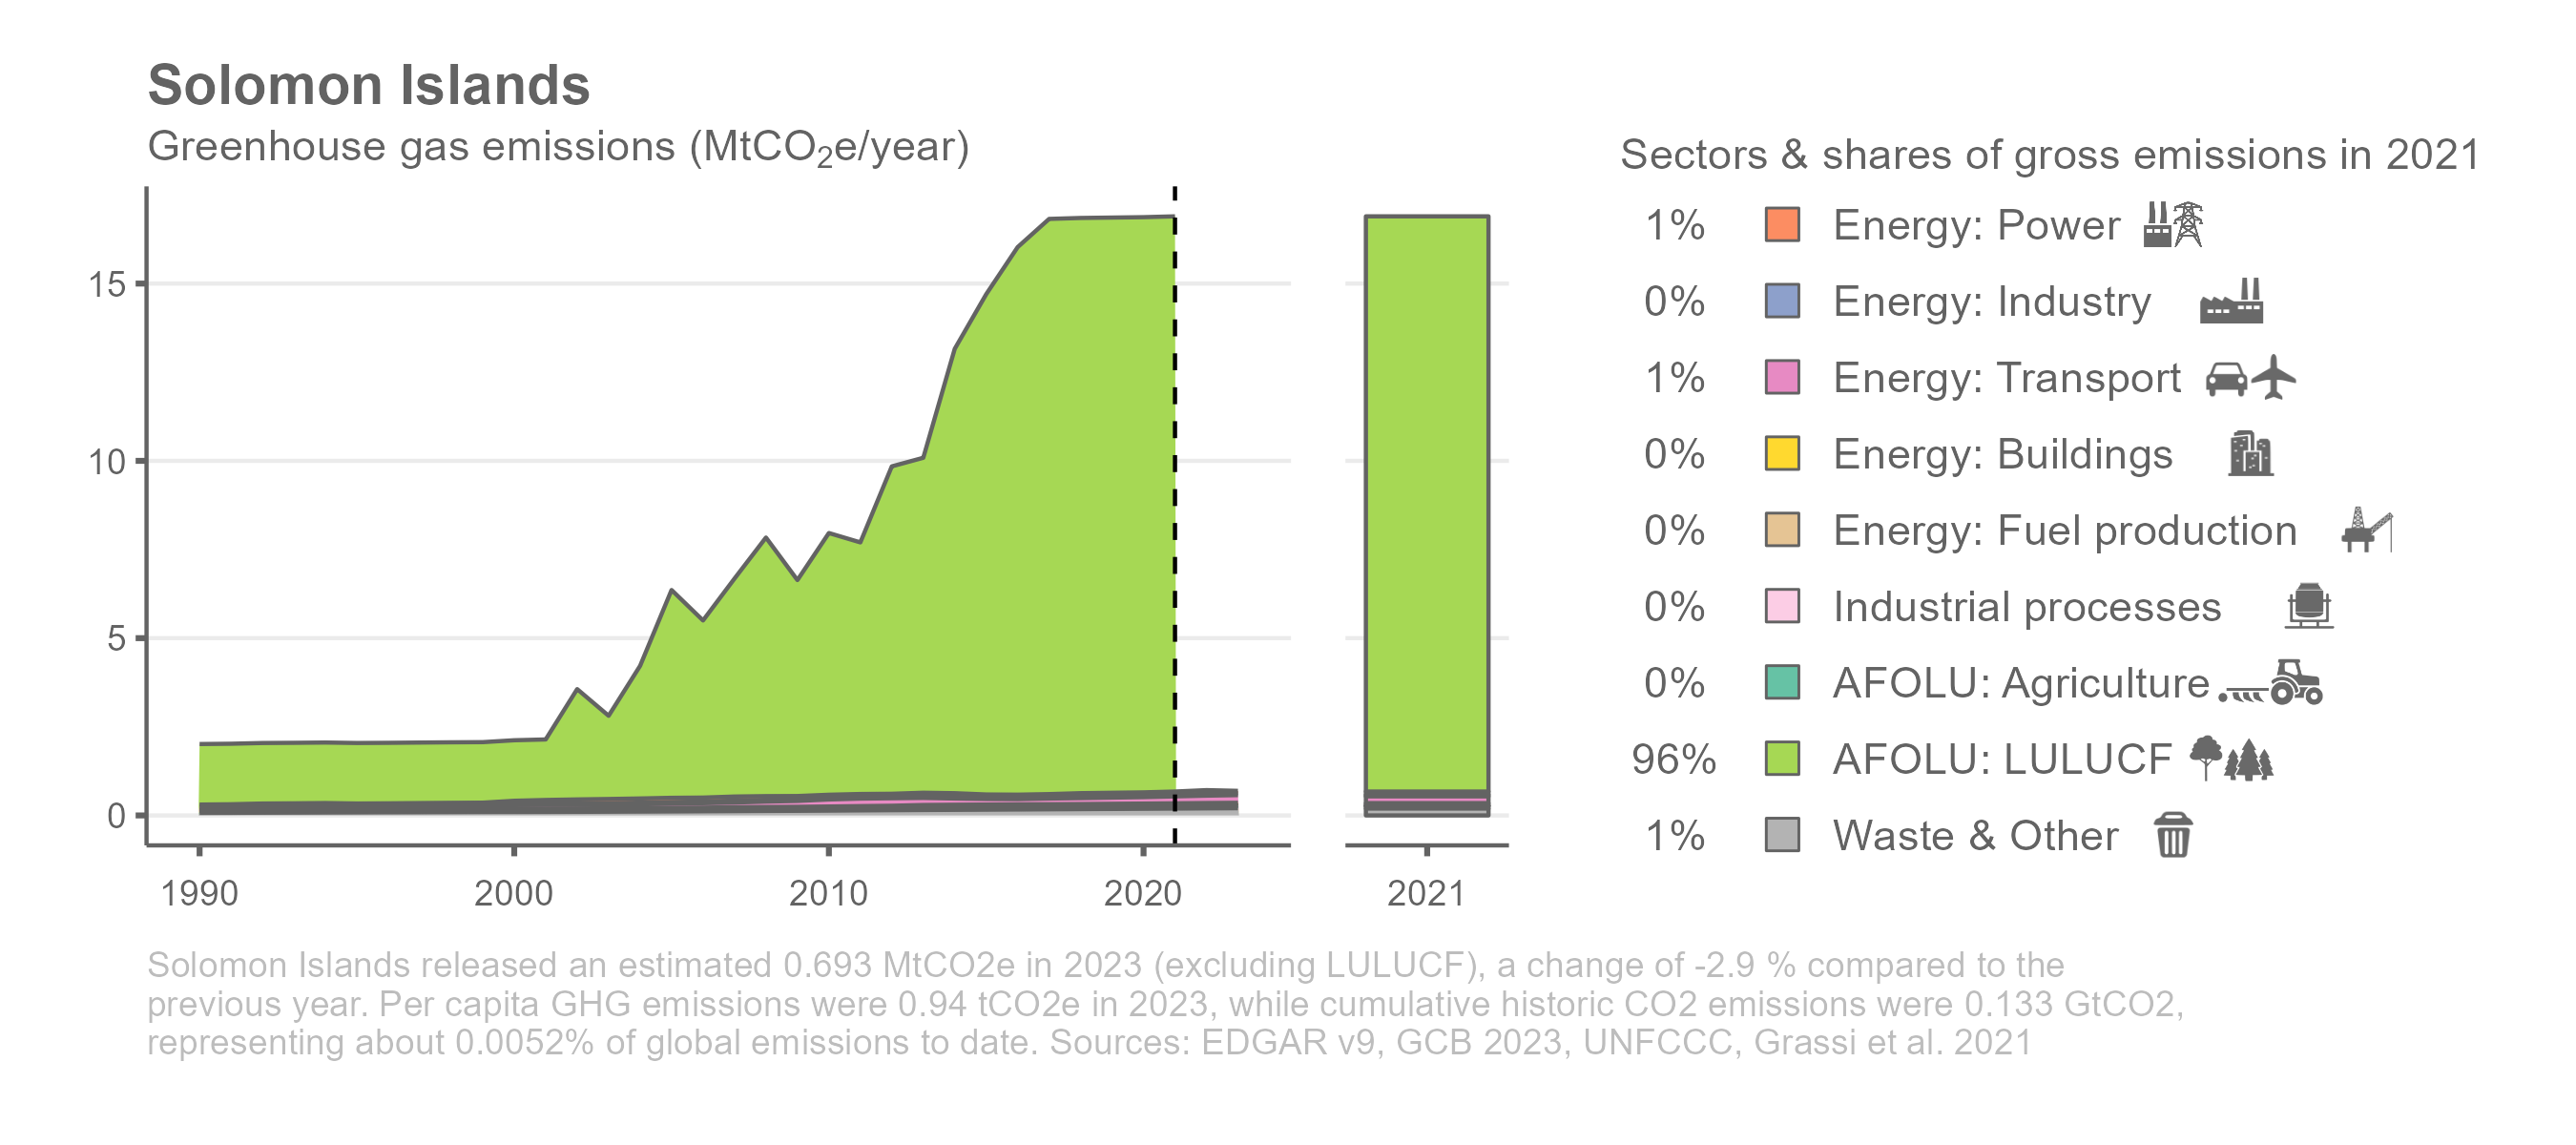 Solomon Islands
Greenhouse gas emissions (MtCO₂e/year)
15
10
5
0
1990 2000 2010 2020 2021
Sectors & shares of gross emissions in 2021
1% Energy: Power
0% Energy: Industry
1% Energy: Transport
0% Energy: Buildings
0% Energy: Fuel production
0% Industrial processes
0% AFOLU: Agriculture
96% AFOLU: LULUCF
1% Waste & Other
Solomon Islands released an estimated 0.693 MtCO2e in 2023 (excluding LULUCF), a change of -2.9 % compared to the
previous year. Per capita GHG emissions were 0.94 tCO2e in 2023, while cumulative historic CO2 emissions were 0.133 GtCO2,
representing about 0.0052% of global emissions to date. Sources: EDGAR v9, GCB 2023, UNFCCC, Grassi et al. 2021